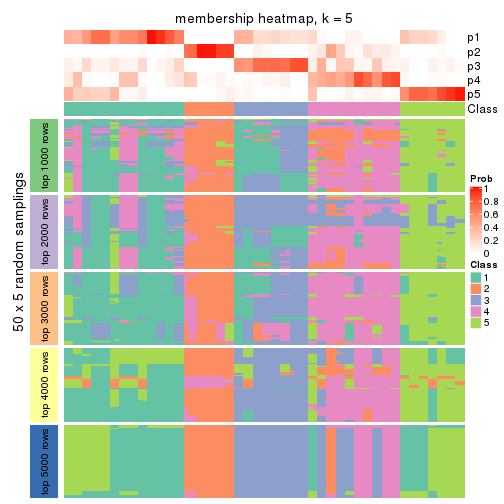 membership heatmap, k = 5
p1
p2
p3
p4
p5
Class
50 x 5 random samplings
top 1000 rows
top 2000 rows
top 3000 rows
top 4000 rows
top 5000 rows
Prob
1
0.8
0.6
0.4
0.2
0
Class
1
2
3
4
5